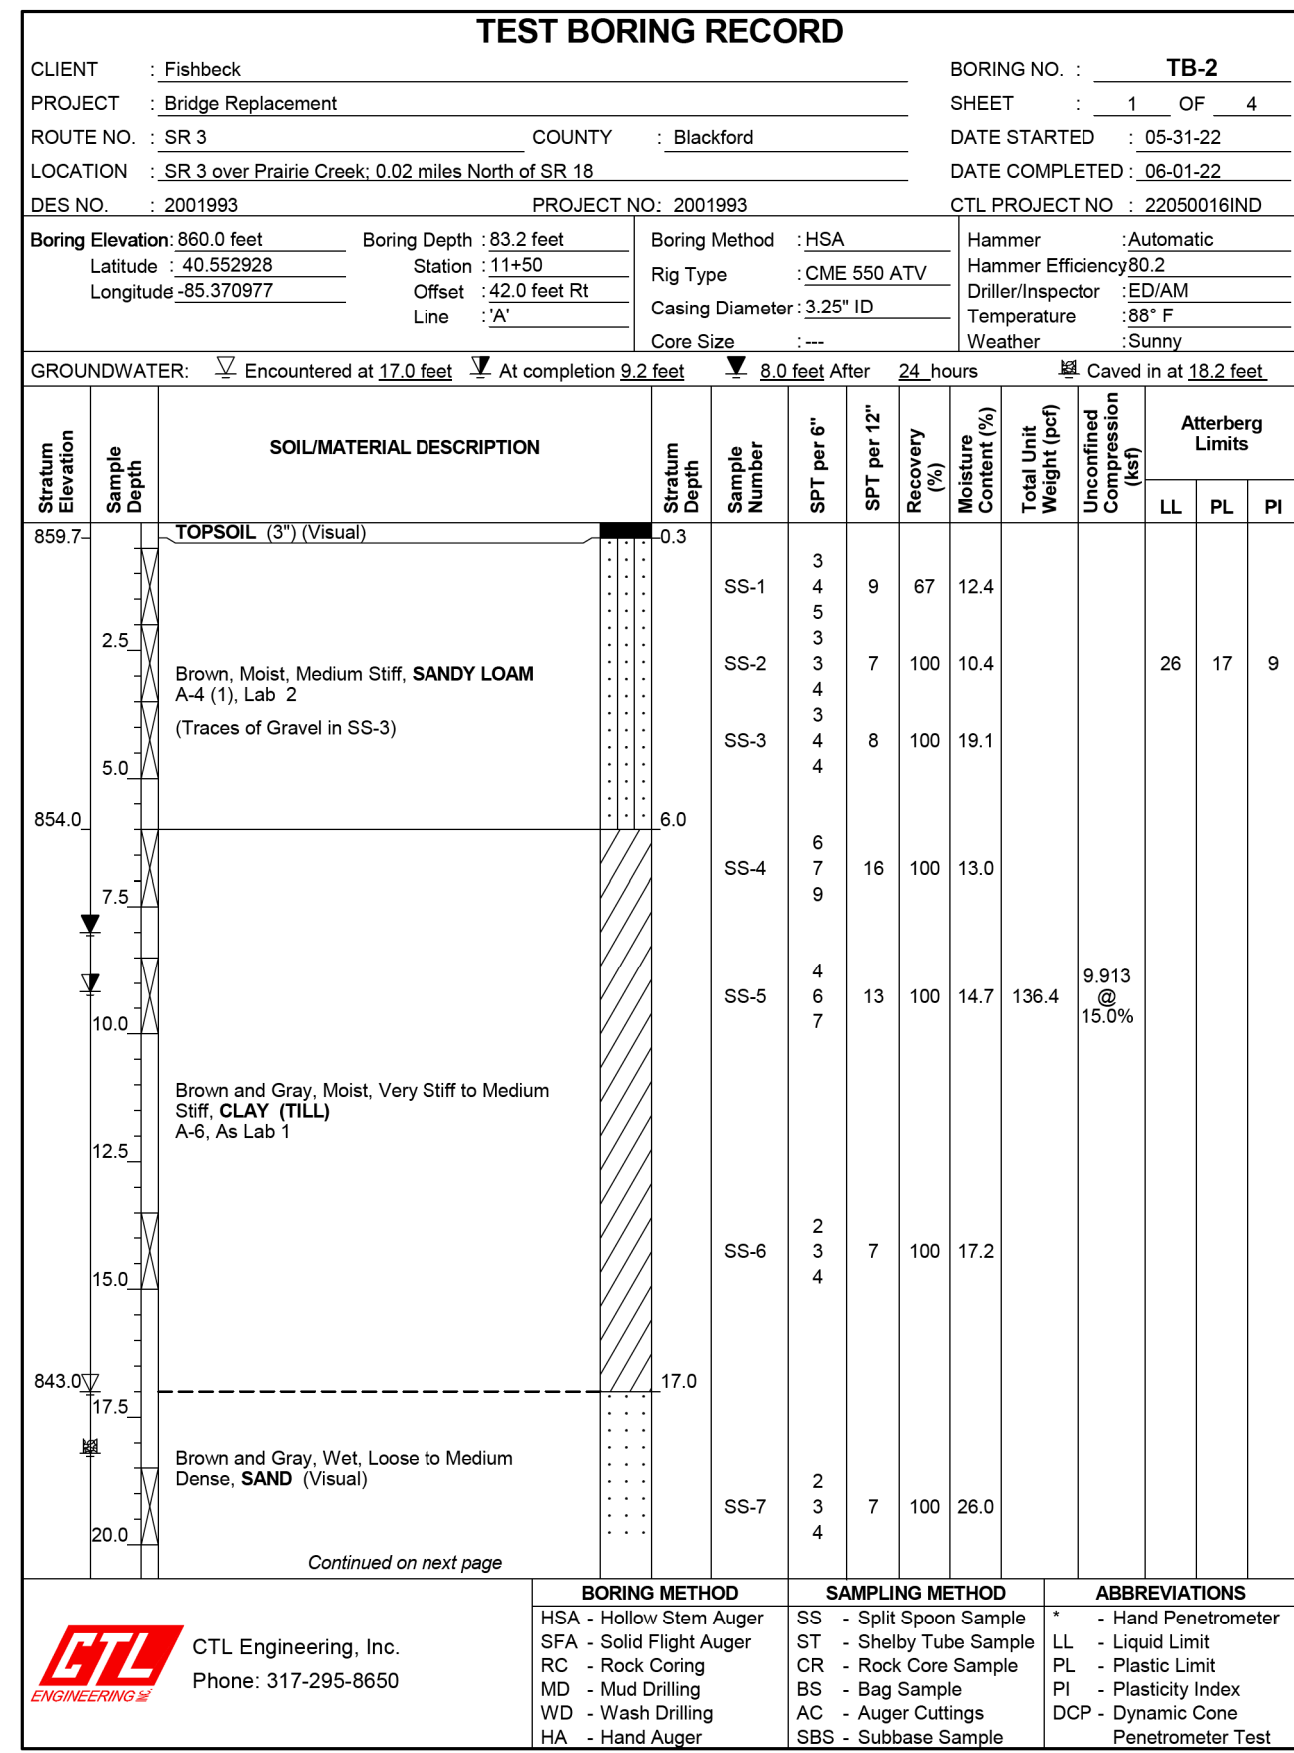 TEST BORING RECORD
CLIENT : Fishbeck BORING NO. : TB-2
PROJECT : Bridge Replacement SHEET : 1 OF 4
ROUTE NO. : SR 3 COUNTY : Blackford DATE STARTED : 05-31-22
LOCATION : SR 3 over Prairie Creek; 0.02 miles North of SR 18 DATE COMPLETED : 06-01-22
DES NO. : 2001993 PROJECT NO.: 2001993 CTL PROJECT NO : 22050016IND
Boring Elevation: 860.0 feet Boring Depth : 83.2 feet Boring Method : HSA Hammer :Automatic
Latitude : 40.552928 Station : 11+50 Rig Type : CME 550 ATV Hammer Efficiency 80.2
Longitude -85.370977 Offset : 42.0 feet Rt Casing Diameter : 3.25" ID Driller/Inspector :ED/AM
Line :'A' Temperature :88° F
Core Size : --- Weather :Sunny
GROUNDWATER: Encountered at 17.0 feet At completion 9.2 feet 8.0 feet After 24 hours Caved in at 18.2 feet
Stratum Elevation Sample Depth SOIL/MATERIAL DESCRIPTION Stratum Depth Sample Number SPT per 6" SPT per 12" Recovery (%) Moisture Content (%) Total Unit Weight (pcf) Unconfined Compression (ksf) Atterberg Limits
LL PL PI
859.7 TOPSOIL (3") (Visual) 0.3
3
SS-1 4 9 67 12.4
5
2.5 3
SS-2 3 7 100 10.4 26 17 9
Brown, Moist, Medium Stiff, SANDY LOAM
A-4 (1), Lab 2 4
(Traces of Gravel in SS-3) 3
SS-3 4 8 100 19.1
5.0 4
854.0 6.0
6
SS-4 7 16 100 13.0
7.5 9
4 9.913
SS-5 6 13 100 14.7 136.4 @
10.0 7 15.0%
Brown and Gray, Moist, Very Stiff to Medium
Stiff, CLAY (TILL)
A-6, As Lab 1
12.5
2
SS-6 3 7 100 17.2
15.0 4
843.0 17.0
17.5
Brown and Gray, Wet, Loose to Medium
Dense, SAND (Visual) 2
SS-7 3 7 100 26.0
20.0 4
Continued on next page
CTL
ENGINEERING INC
CTL Engineering, Inc.
Phone: 317-295-8650
BORING METHOD
HSA - Hollow Stem Auger
SFA - Solid Flight Auger
RC - Rock Coring
MD - Mud Drilling
WD - Wash Drilling
HA - Hand Auger
SAMPLING METHOD
SS - Split Spoon Sample
ST - Shelby Tube Sample
CR - Rock Core Sample
BS - Bag Sample
AC - Auger Cuttings
SBS - Subbase Sample
ABBREVIATIONS
* - Hand Penetrometer
LL - Liquid Limit
PL - Plastic Limit
PI - Plasticity Index
DCP - Dynamic Cone
Penetrometer Test